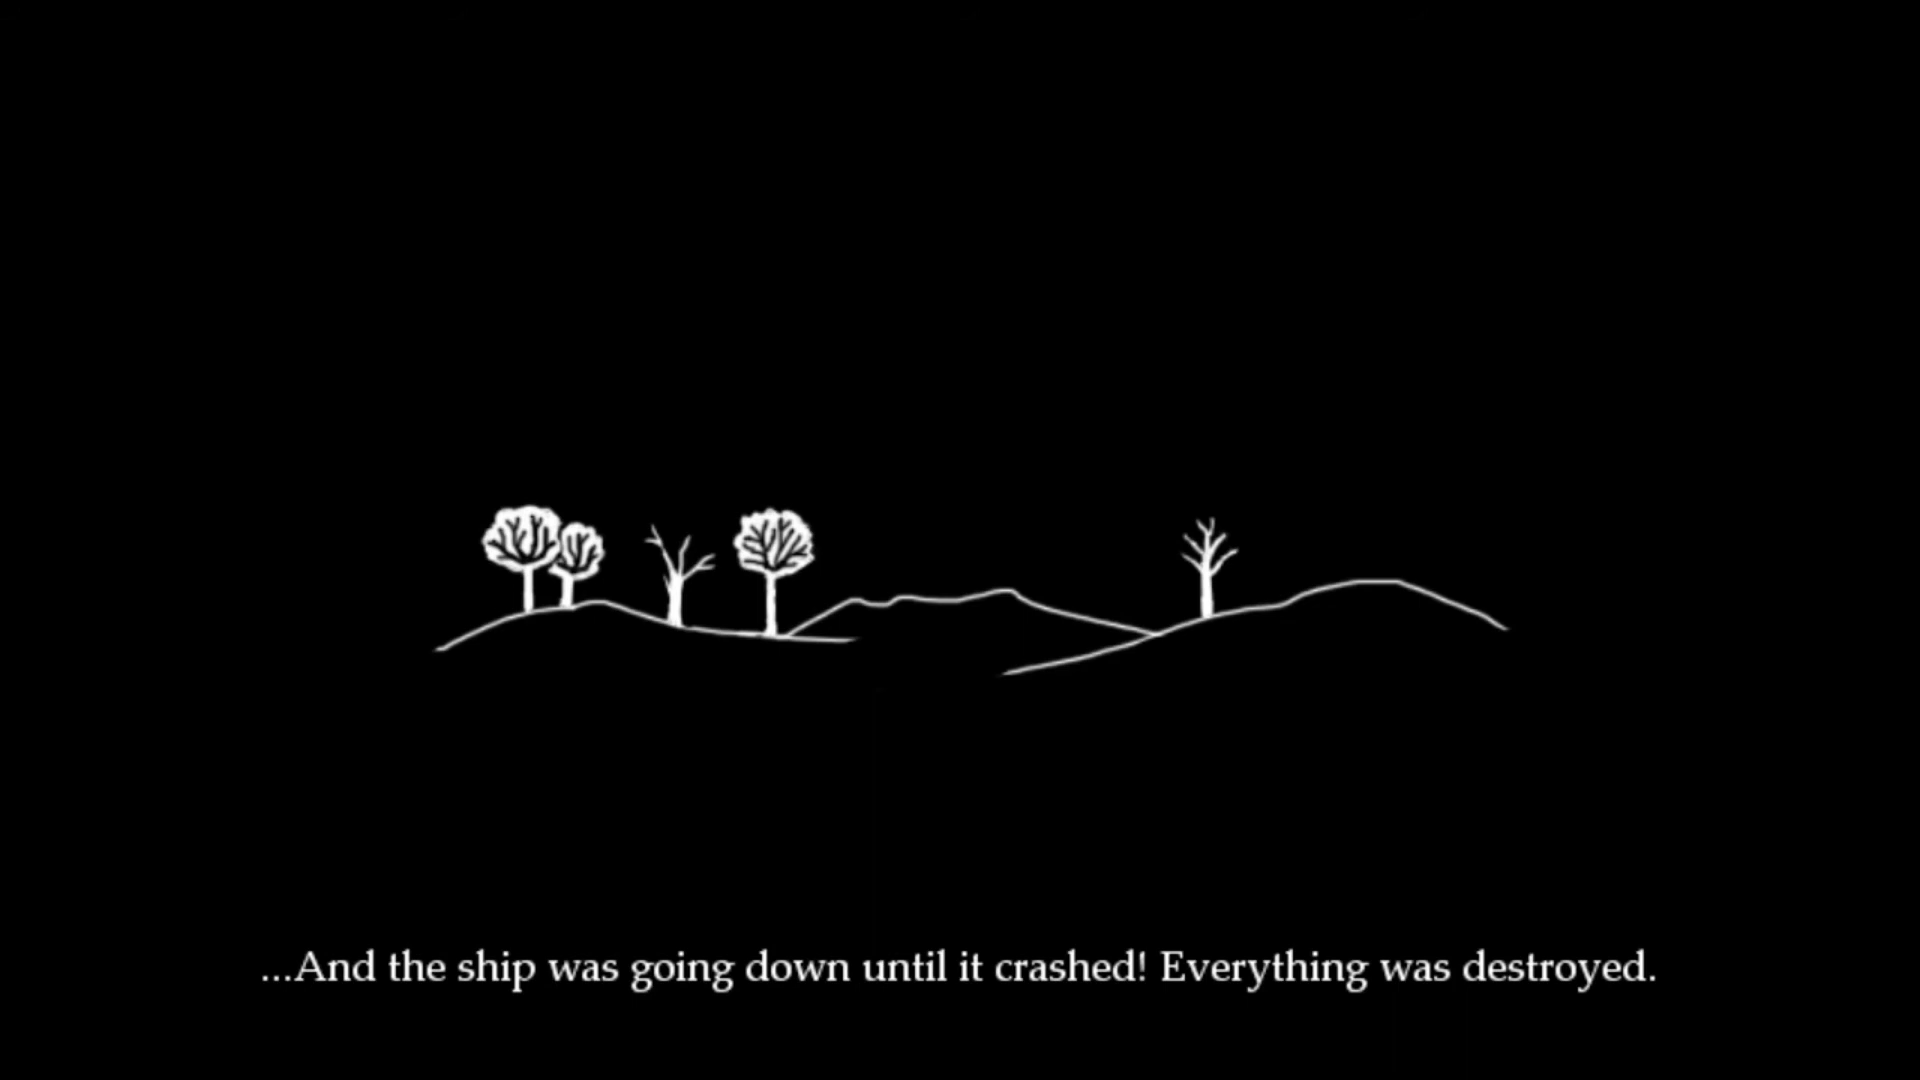 ...And the ship was going down until it crashed! Everything was destroyed.